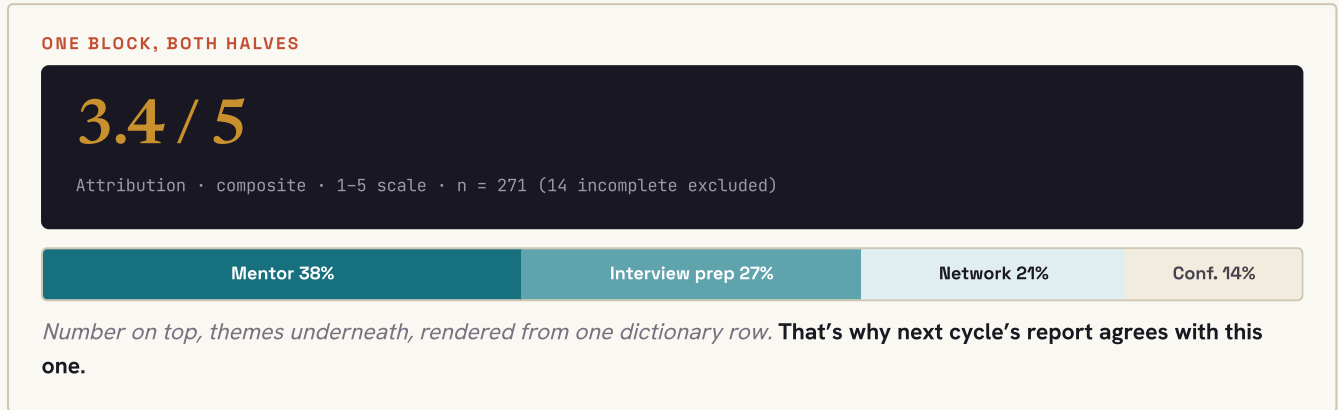 ONE BLOCK, BOTH HALVES
3.4 / 5
Attribution · composite · 1–5 scale · n = 271 (14 incomplete excluded)
Mentor 38% Interview prep 27% Network 21% Conf. 14%
Number on top, themes underneath, rendered from one dictionary row. That’s why next cycle’s report agrees with this
one.